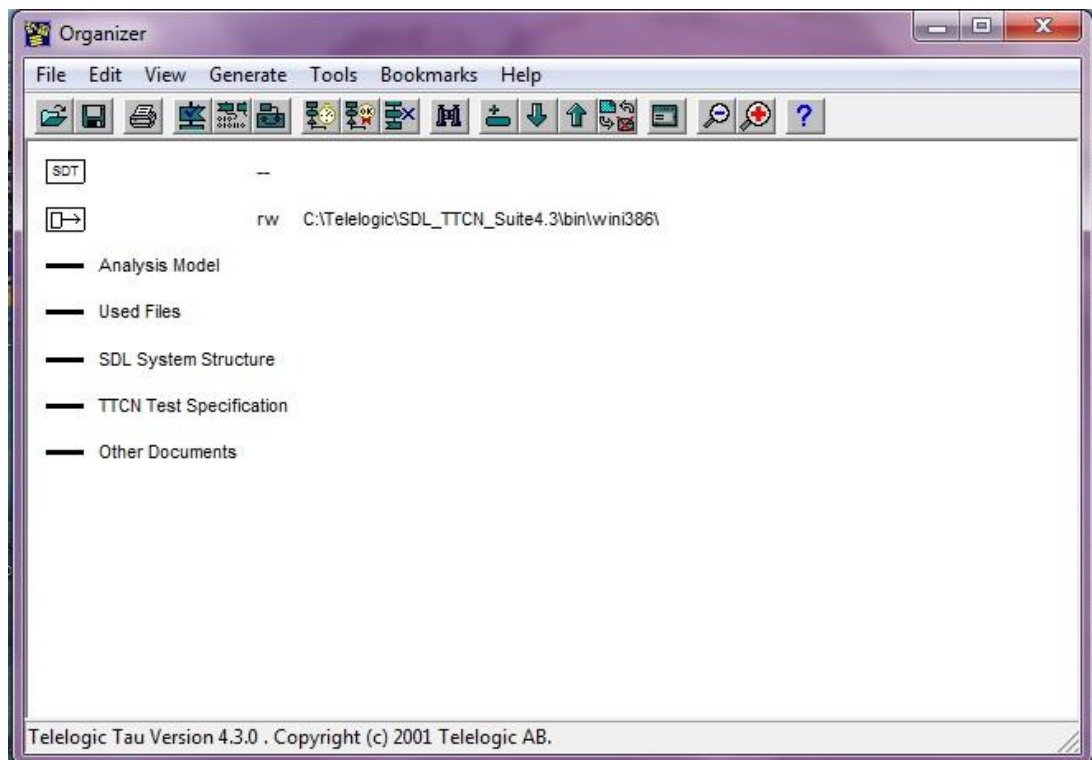 Organizer
File Edit View Generate Tools Bookmarks Help
SDT --
rw C:\Telelogic\SDL_TTCN_Suite4.3\bin\wini386\
Analysis Model
Used Files
SDL System Structure
TTCN Test Specification
Other Documents
Telelogic Tau Version 4.3.0 . Copyright (c) 2001 Telelogic AB.